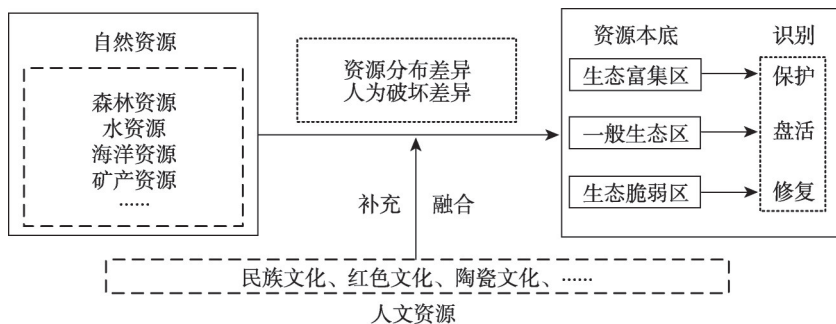 自然资源
森林资源
水资源
海洋资源
矿产资源
······
资源分布差异
人为破坏差异
补充 融合
民族文化、红色文化、陶瓷文化、······
人文资源
资源本底 识别
生态富集区 保护
一般生态区 盘活
生态脆弱区 修复